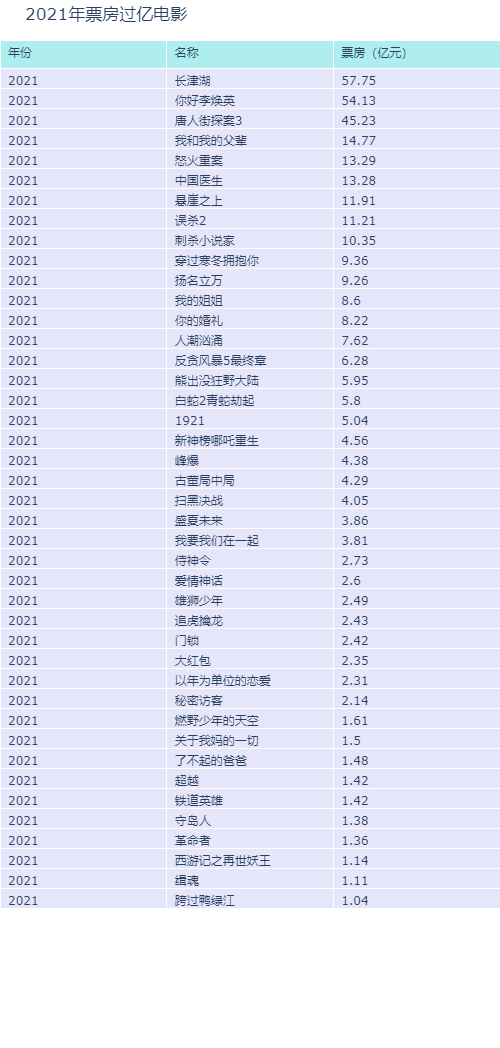 2021年票房过亿电影
年份 名称 票房（亿元）
2021 长津湖 57.75
2021 你好李焕英 54.13
2021 唐人街探案3 45.23
2021 我和我的父辈 14.77
2021 怒火重案 13.29
2021 中国医生 13.28
2021 悬崖之上 11.91
2021 误杀2 11.21
2021 刺杀小说家 10.35
2021 穿过寒冬拥抱你 9.36
2021 扬名立万 9.26
2021 我的姐姐 8.6
2021 你的婚礼 8.22
2021 人潮汹涌 7.62
2021 反贪风暴5最终章 6.28
2021 熊出没狂野大陆 5.95
2021 白蛇2青蛇劫起 5.8
2021 1921 5.04
2021 新神榜哪吒重生 4.56
2021 峰爆 4.38
2021 古董局中局 4.29
2021 扫黑决战 4.05
2021 盛夏未来 3.86
2021 我要我们在一起 3.81
2021 侍神令 2.73
2021 爱情神话 2.6
2021 雄狮少年 2.49
2021 追虎擒龙 2.43
2021 门锁 2.42
2021 大红包 2.35
2021 以年为单位的恋爱 2.31
2021 秘密访客 2.14
2021 燃野少年的天空 1.61
2021 关于我妈的一切 1.5
2021 了不起的爸爸 1.48
2021 超越 1.42
2021 铁道英雄 1.42
2021 守岛人 1.38
2021 革命者 1.36
2021 西游记之再世妖王 1.14
2021 缉魂 1.11
2021 跨过鸭绿江 1.04